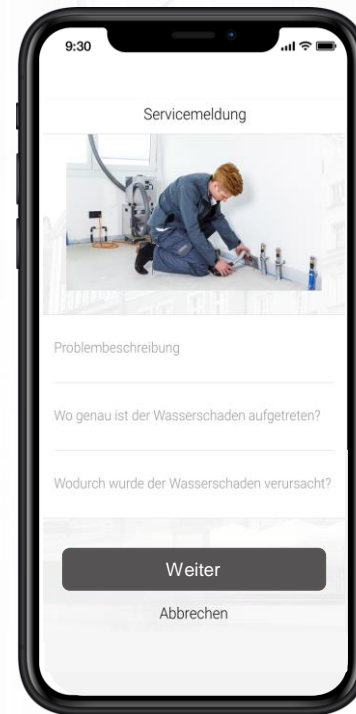 9:30
Servicemeldung
Problembeschreibung
Wo genau ist der Wasserschaden aufgetreten?
Wodurch wurde der Wasserschaden verursacht?
Weiter
Abbrechen